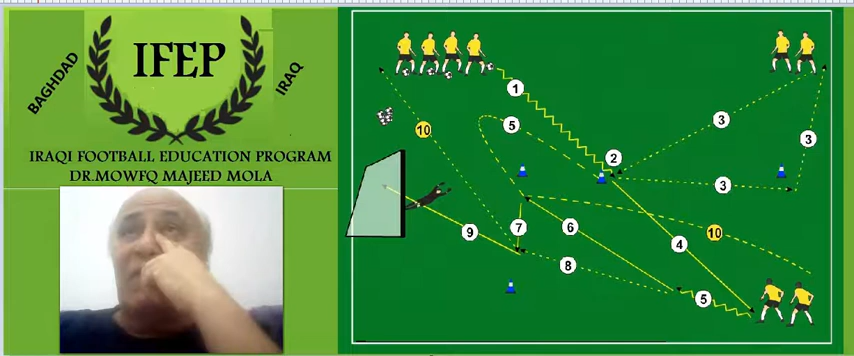 IFEP
BAGHDAD
IRAQ
IRAQI FOOTBALL EDUCATION PROGRAM
DR.MOWFQ MAJEED MOLA
1
2
3
3
3
4
5
5
6
7
8
9
10
10